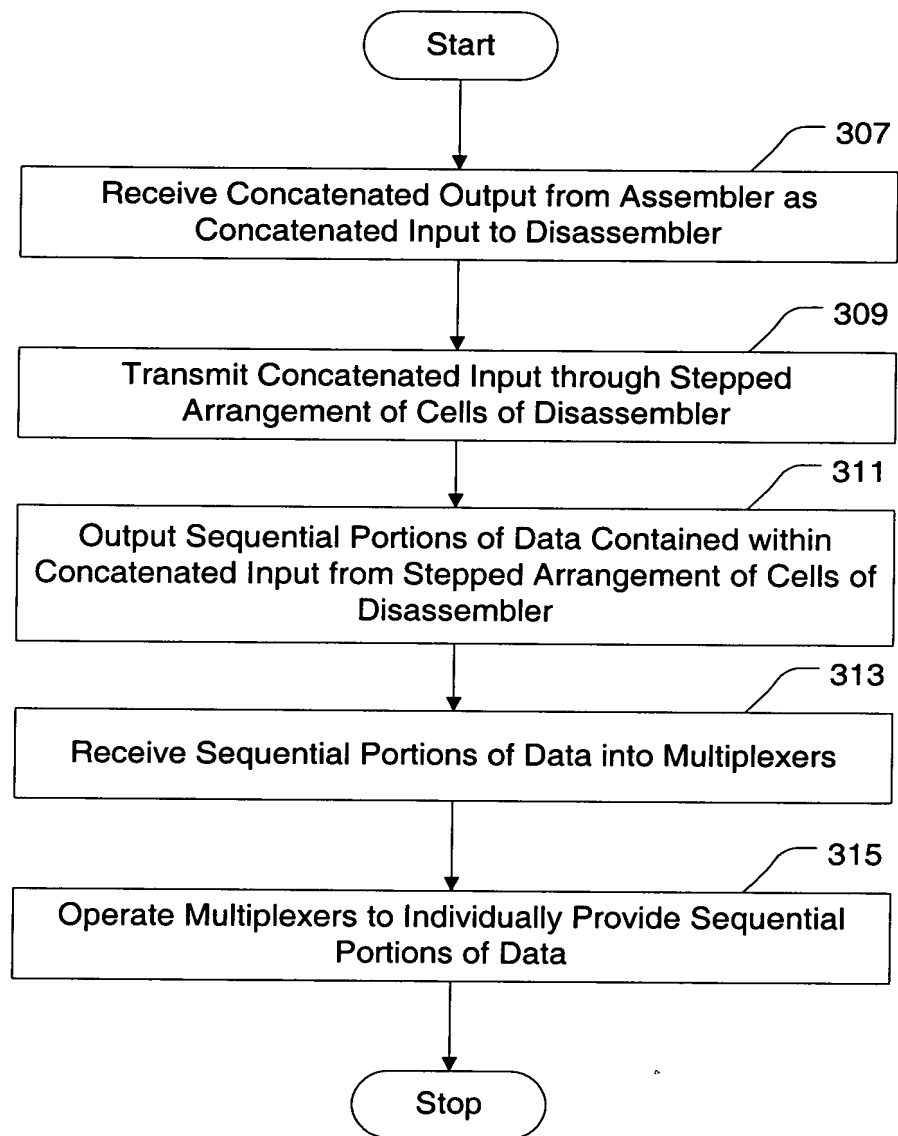 Start
307
Receive Concatenated Output from Assembler as
Concatenated Input to Disassembler
309
Transmit Concatenated Input through Stepped
Arrangement of Cells of Disassembler
311
Output Sequential Portions of Data Contained within
Concatenated Input from Stepped Arrangement of Cells of
Disassembler
313
Receive Sequential Portions of Data into Multiplexers
315
Operate Multiplexers to Individually Provide Sequential
Portions of Data
Stop